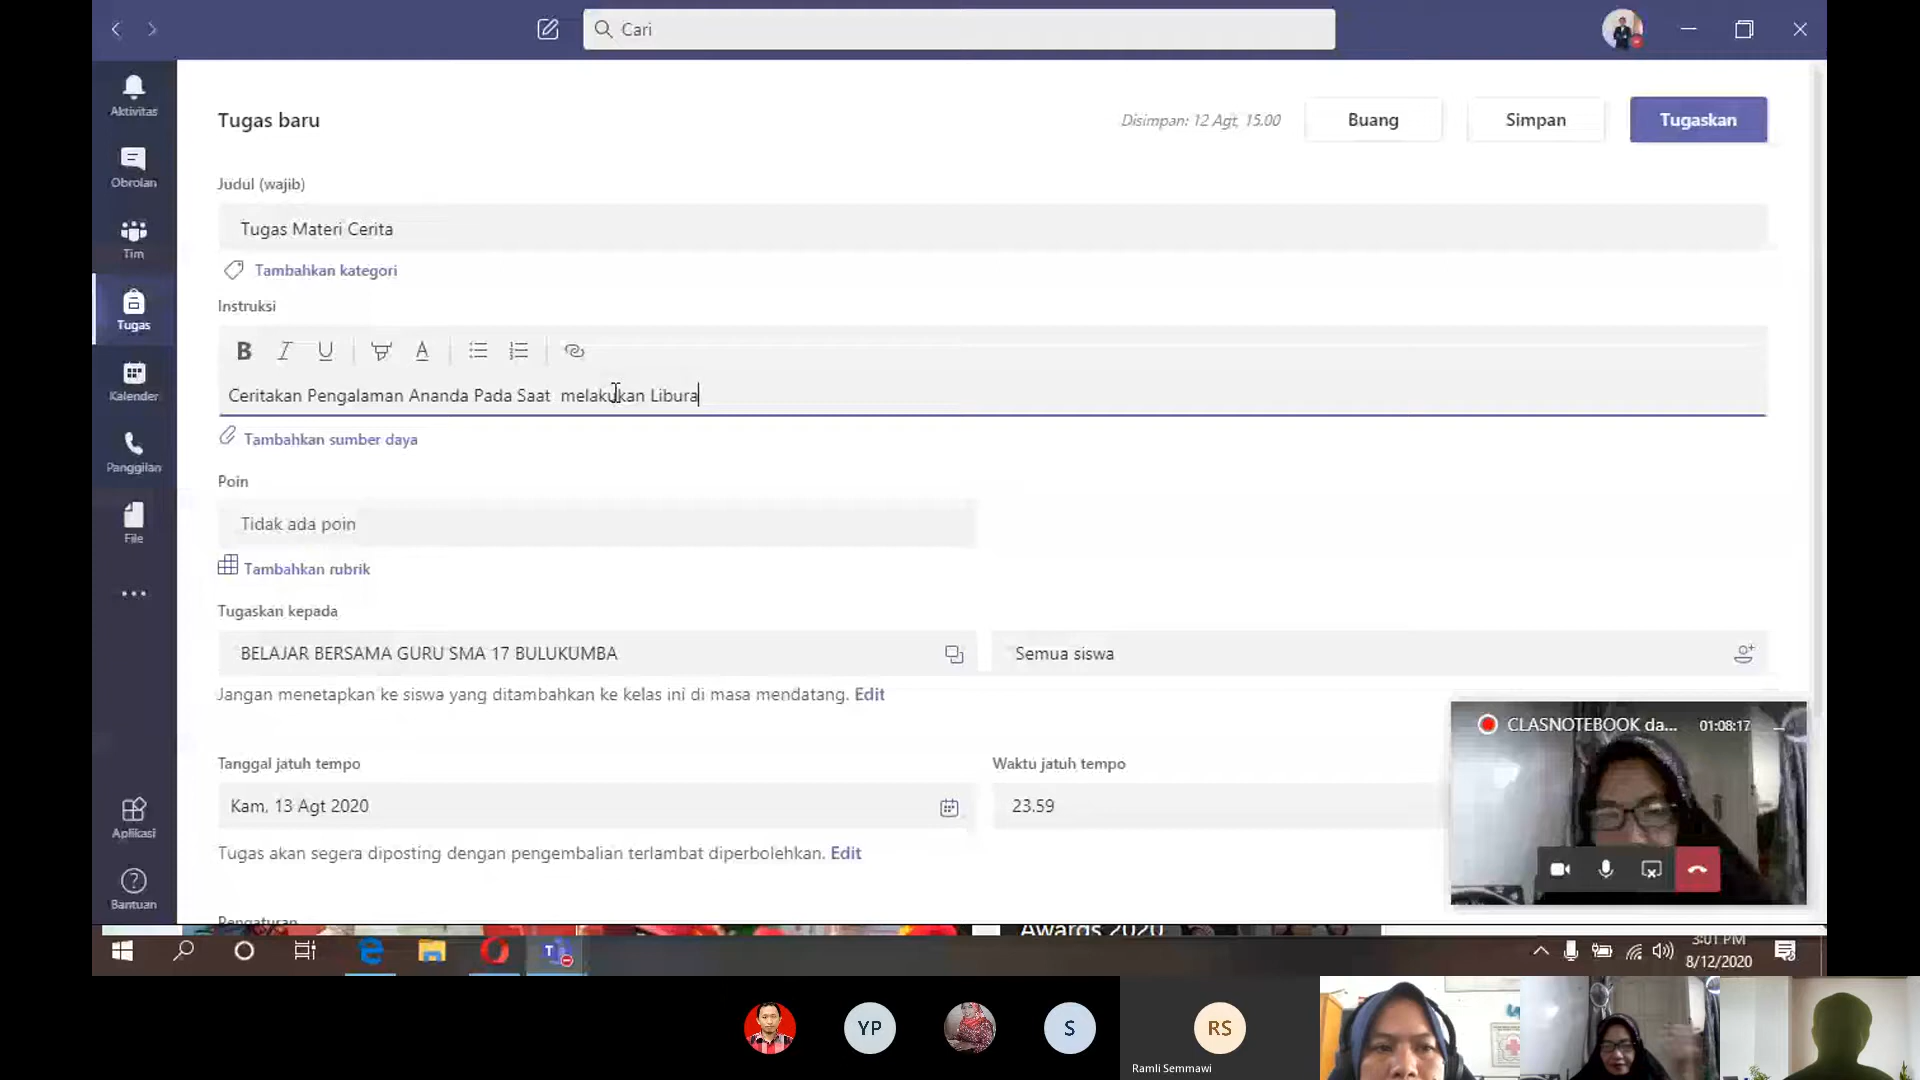 Cari
Aktivitas
Obrolan
Tim
Tugas
Kalender
Panggilan
File
Aplikasi
Bantuan
Tugas baru
Disimpan: 12 Agt, 15.00
Buang
Simpan
Tugaskan
Judul (wajib)
Tugas Materi Cerita
Tambahkan kategori
Instruksi
B I U A
Ceritakan Pengalaman Ananda Pada Saat  melakukan Libura
Tambahkan sumber daya
Poin
Tidak ada poin
Tambahkan rubrik
Tugaskan kepada
BELAJAR BERSAMA GURU SMA 17 BULUKUMBA
Semua siswa
Jangan menetapkan ke siswa yang ditambahkan ke kelas ini di masa mendatang. Edit
Tanggal jatuh tempo
Waktu jatuh tempo
Kam, 13 Agt 2020
23.59
Tugas akan segera diposting dengan pengembalian terlambat diperbolehkan. Edit
Pengaturan
CLASNOTEBOOK da...
01:08:17
Awards 2020
3:01 PM
8/12/2020
YP
S
RS
Ramli Semmawi